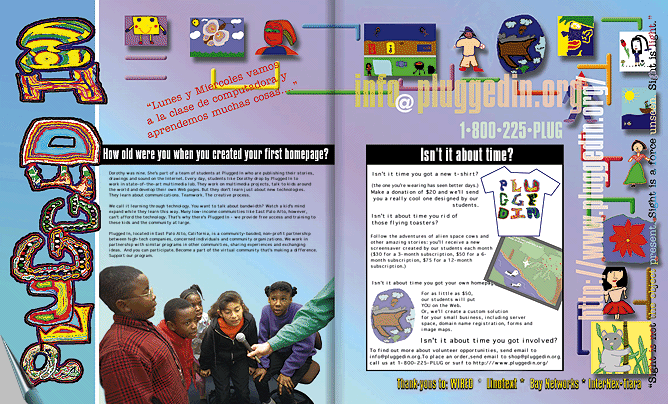 PLUGGED IN
"Lunes y Miercoles vamos
a la clase de computadora y
aprendemos muchas cosas..."
How old were you when you created your first homepage?
Dorothy was nine. She's part of a team of students at Plugged In who are publishing their stories,
drawings and sound on the Internet. Every day, students like Dorothy drop by Plugged In to
work in state-of-the-art multimedia lab. They work on multimedia projects, talk to kids around
the world and develop their own Web pages. But they don't learn just about new technologies.
They learn about communications. Teamwork. The creative process.
We call it learning through technology. You want to talk about bandwidth? Watch a kid's mind
expand while they learn this way. Many low-income communities like East Palo Alto, however,
can't afford the technology. That's why there's Plugged In - we provide free access and training to
these kids and the community at large.
Plugged In, located in East Palo Alto, California, is a community-banded, non-profit partnership
between high-tech companies, concerned individuals and community organizations. We work in
partnership with similar programs in other communities, sharing experiences and exchanging
ideas. And you can participate. Become a part of the virtual community that's making a difference.
Support our program.
info@pluggedin.org
1·800·225·PLUG
Isn't it about time?
Isn't it time you got a new t-shirt?
(the one you're wearing has seen better days.)
Make a donation of $20 and we'll send
you a really cool one designed by our
students.
PLUGGED IN
Isn't it about time you rid of
those flying toasters?
Follow the adventures of alien space cows and
other amazing stories; you'll receive a new
screensaver created by our students each month
($30 for a 3-month subscription, $50 for a 6-
month subscription, $75 for a 12-month
subscription.)
Isn't it about time you got your own homepage?
For as little as $50,
our students will put
YOU on the Web.
Or, we'll create a custom solution
for your small business, including server
space, domain name registration, forms and
image maps.
Isn't it about time you got involved?
To find out more about volunteer opportunities, send email to
info@pluggedin.org.To place an order,send email to shop@pluggedin.org,
call us at 1-800-225-PLUG or surf to http://www.pluggedin.org/
Thank-yous to: WIRED * Dimatext * Bay Networks * InterNex-Tiara
http://www.pluggedin.org/
Sight is a force unseen. Sight is light."